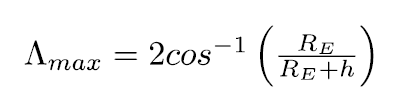 Λ_max = 2cos⁻¹ (R_E / (R_E + h))